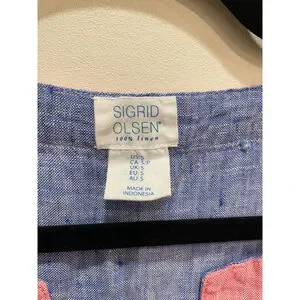 SIGRID
OLSEN
100% linen
US: S
CA: S/P
UK: S
EU: S
AU: S
MADE IN
INDONESIA